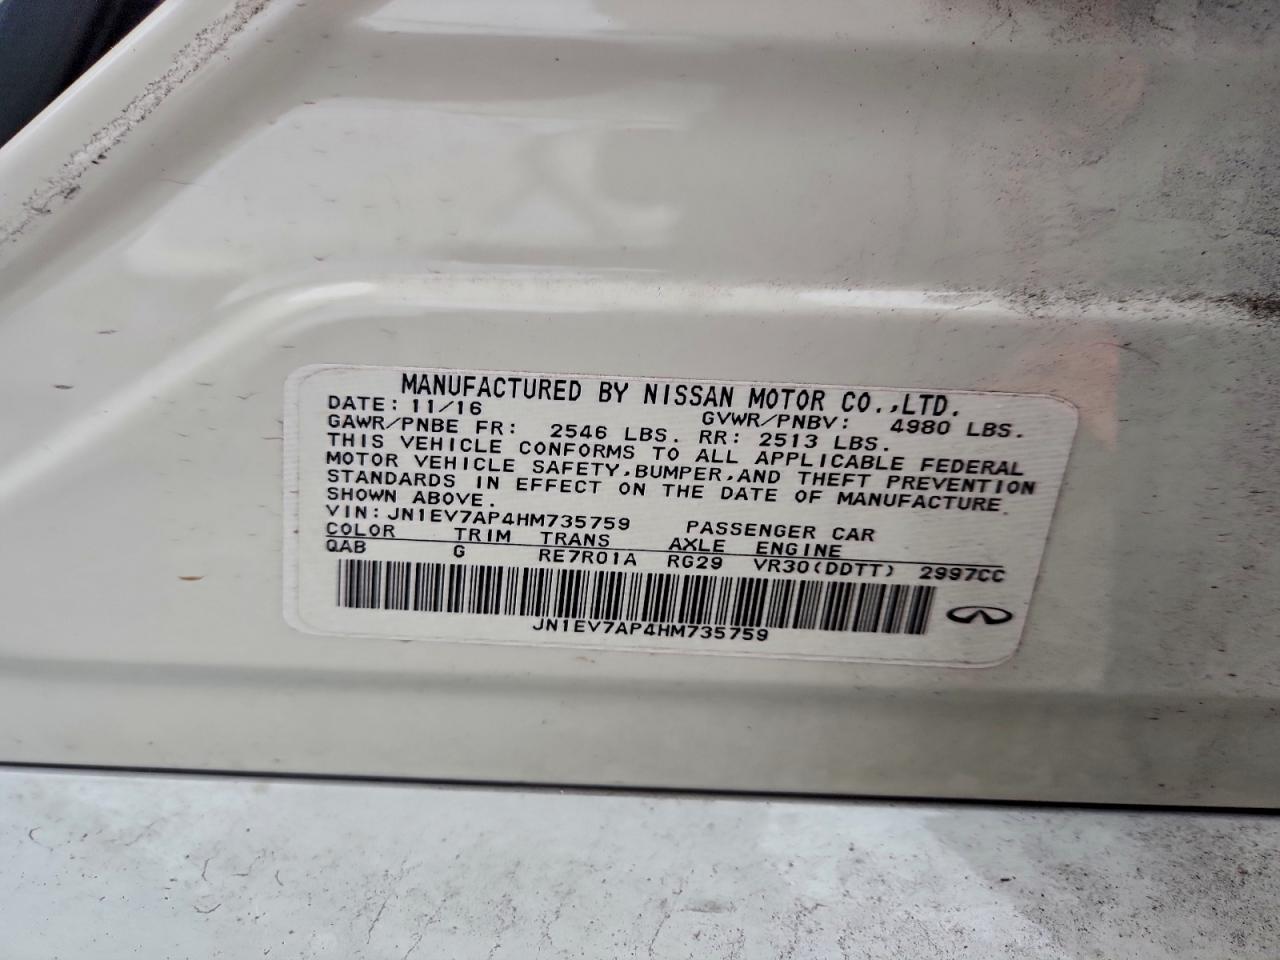 MANUFACTURED BY NISSAN MOTOR CO.,LTD.
DATE: 11/16 GVWR/PNBV: 4980 LBS.
GAWR/PNBE FR: 2546 LBS. RR: 2513 LBS.
THIS VEHICLE CONFORMS TO ALL APPLICABLE FEDERAL
MOTOR VEHICLE SAFETY,BUMPER,AND THEFT PREVENTION
STANDARDS IN EFFECT ON THE DATE OF MANUFACTURE
SHOWN ABOVE.
VIN: JN1EV7AP4HM735759 PASSENGER CAR
COLOR TRIM TRANS AXLE ENGINE
QAB G RE7R01A RG29 VR30(DDTT) 2997CC
JN1EV7AP4HM735759